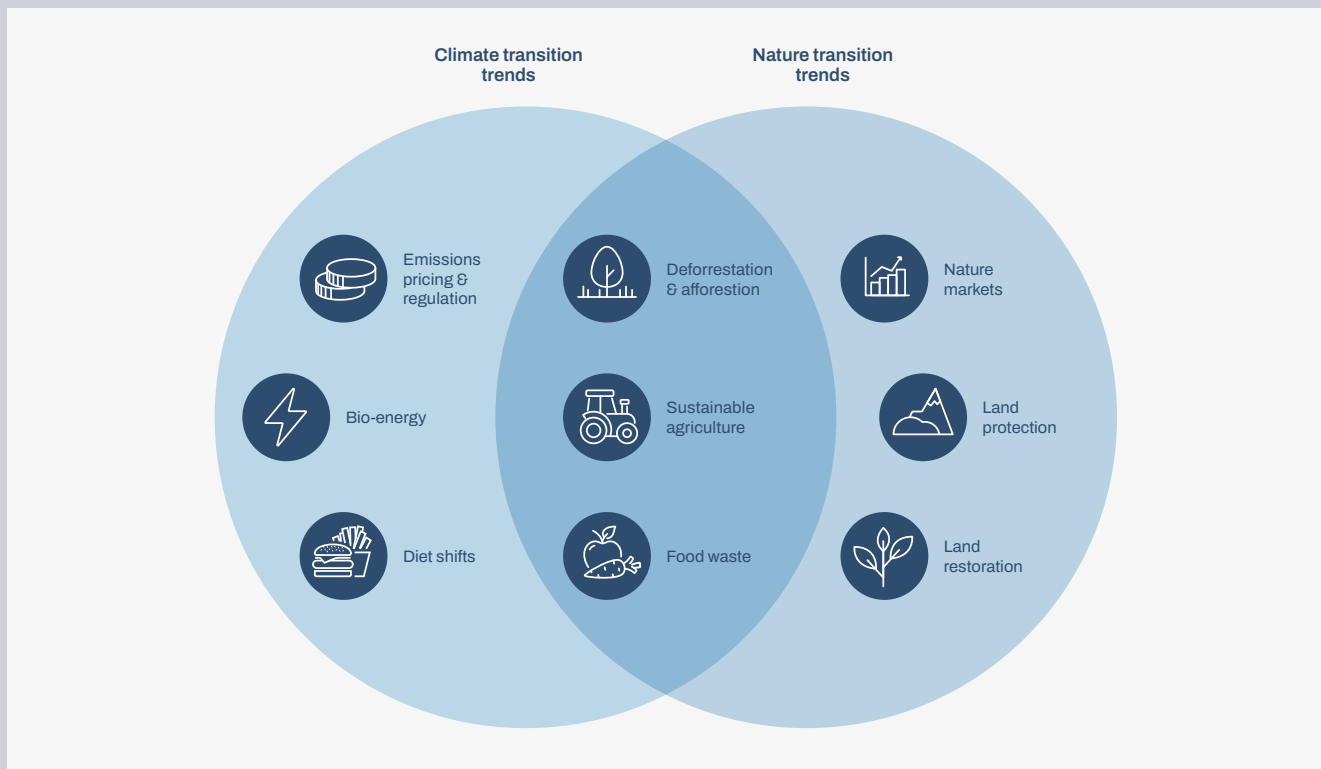 Climate transition
trends
Nature transition
trends
Emissions
pricing &
regulation
Deforrestation
& afforestion
Nature
markets
Bio-energy
Sustainable
agriculture
Land
protection
Diet shifts
Food waste
Land
restoration